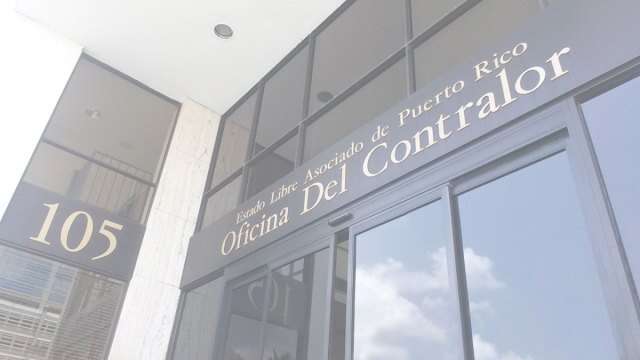 105
Estado Libre Asociado de Puerto Rico
Oficina Del Contralor